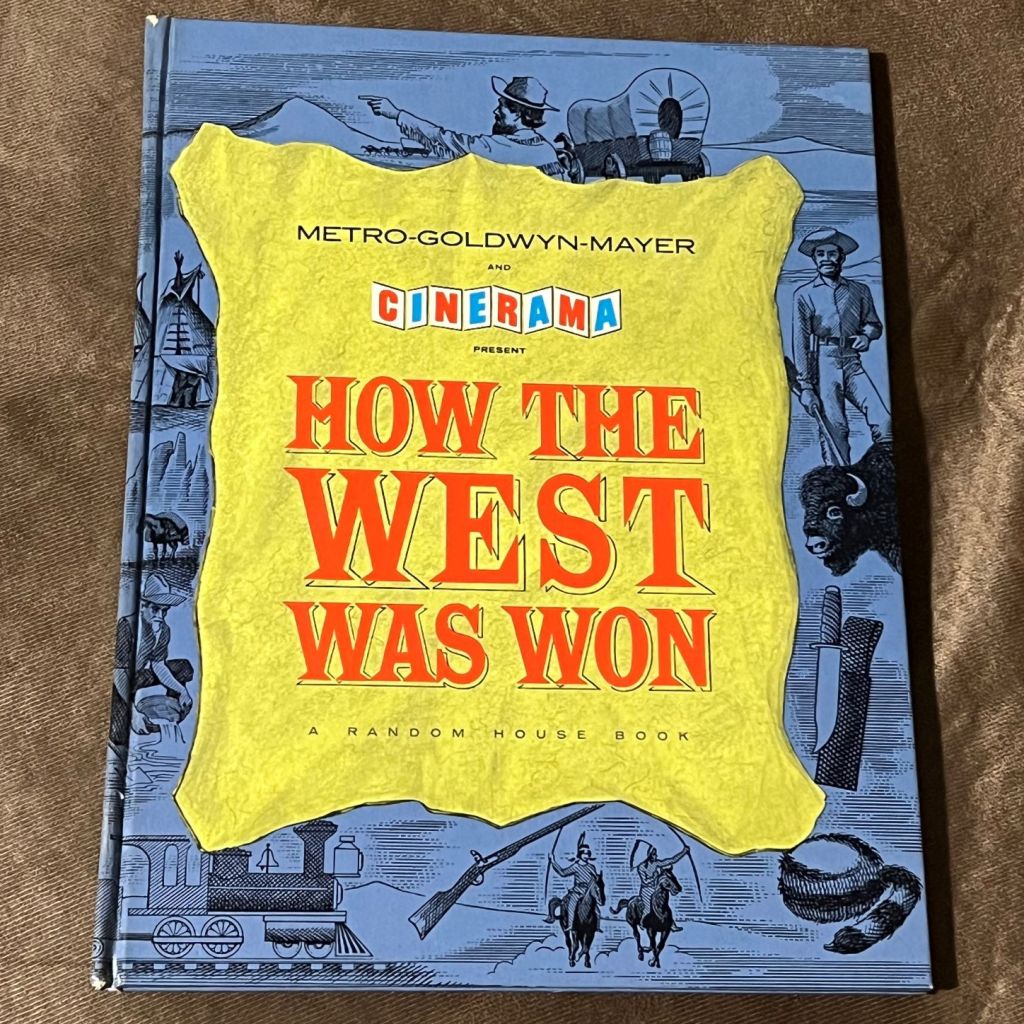 METRO-GOLDWYN-MAYER
AND
CINERAMA
PRESENT
HOW THE
WEST
WAS WON
A RANDOM HOUSE BOOK